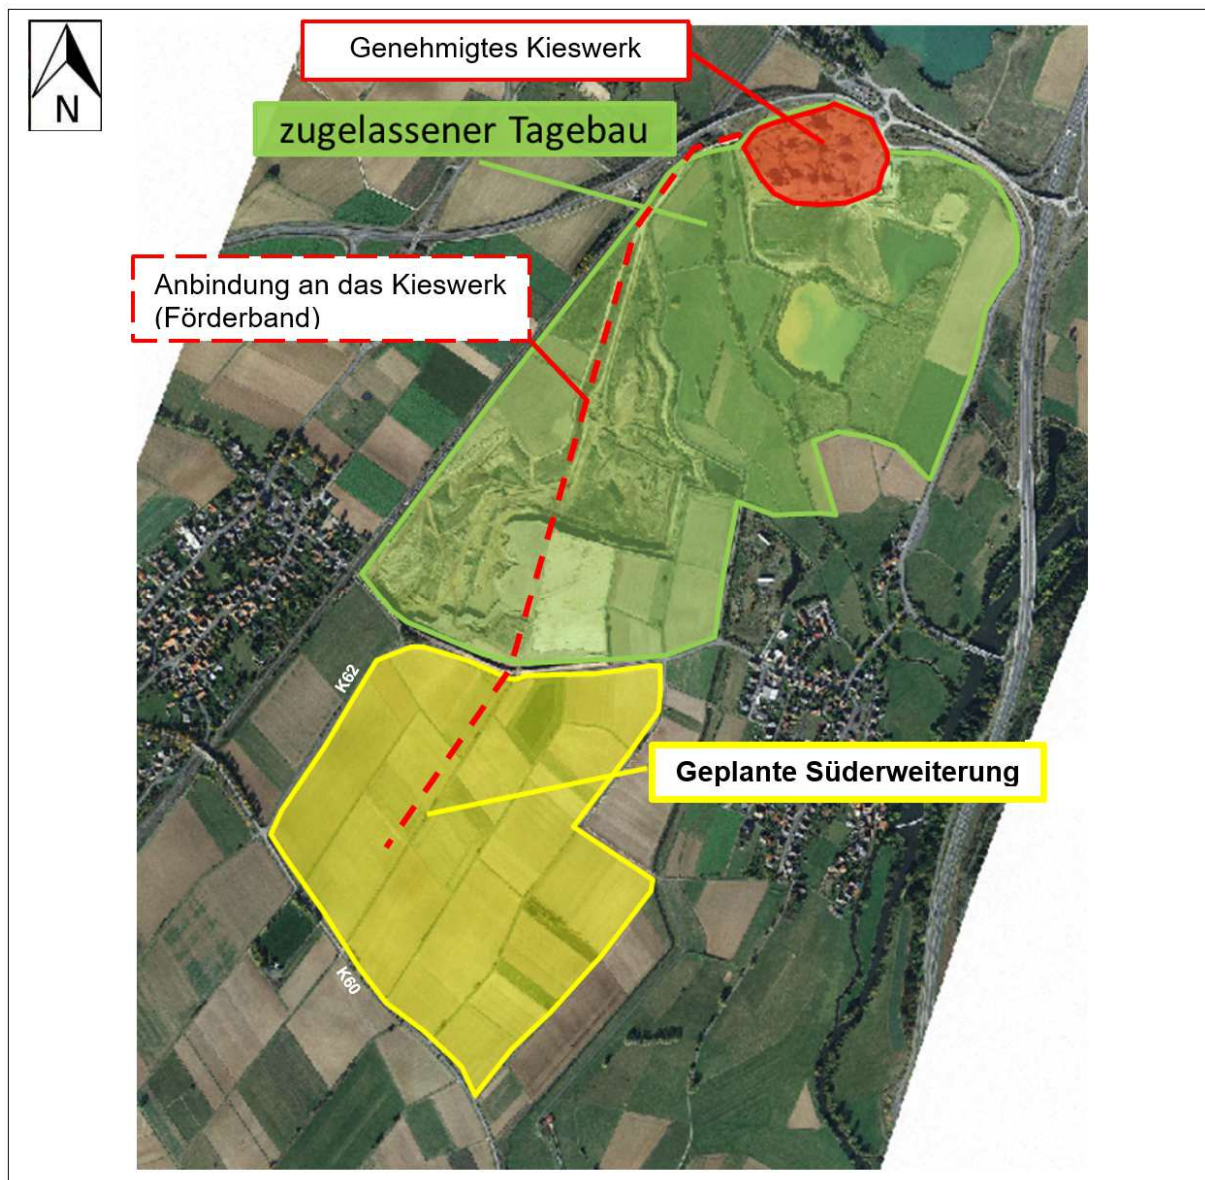 N
Genehmigtes Kieswerk
zugelassener Tagebau
Anbindung an das Kieswerk
(Förderband)
K62
Geplante Süderweiterung
K60